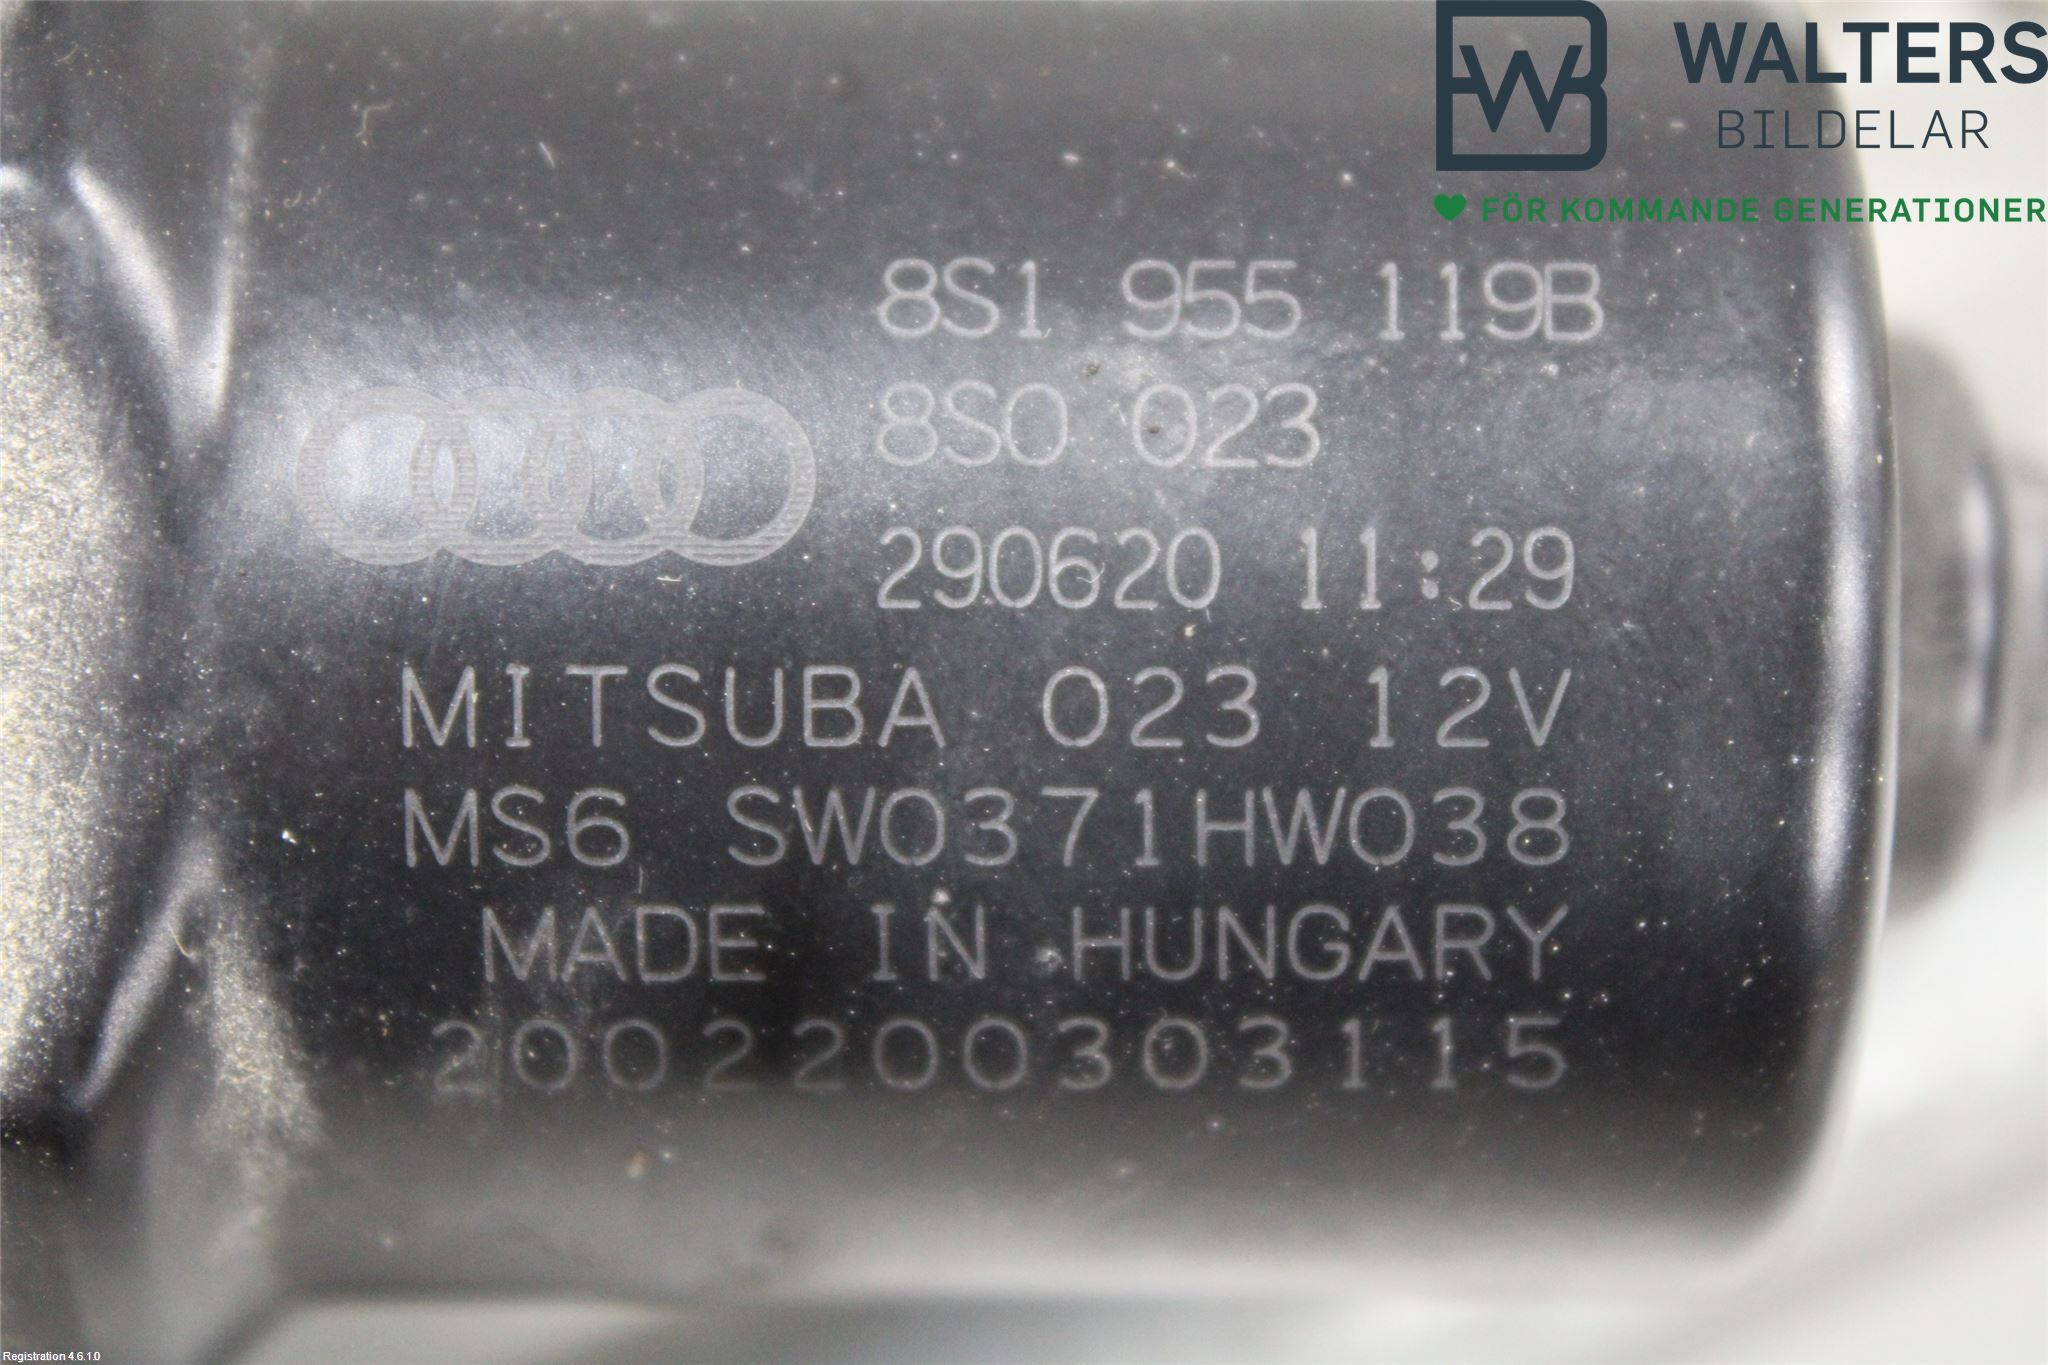 WALTERS
BILDELAR
FÖR KOMMANDE GENERATIONER
8S1 955 119B
8S0 023
290620 11:29
MITSUBA 023 12V
MS6 SW0371HW038
MADE IN HUNGARY
2002200303115
Registration 4.6.1.0